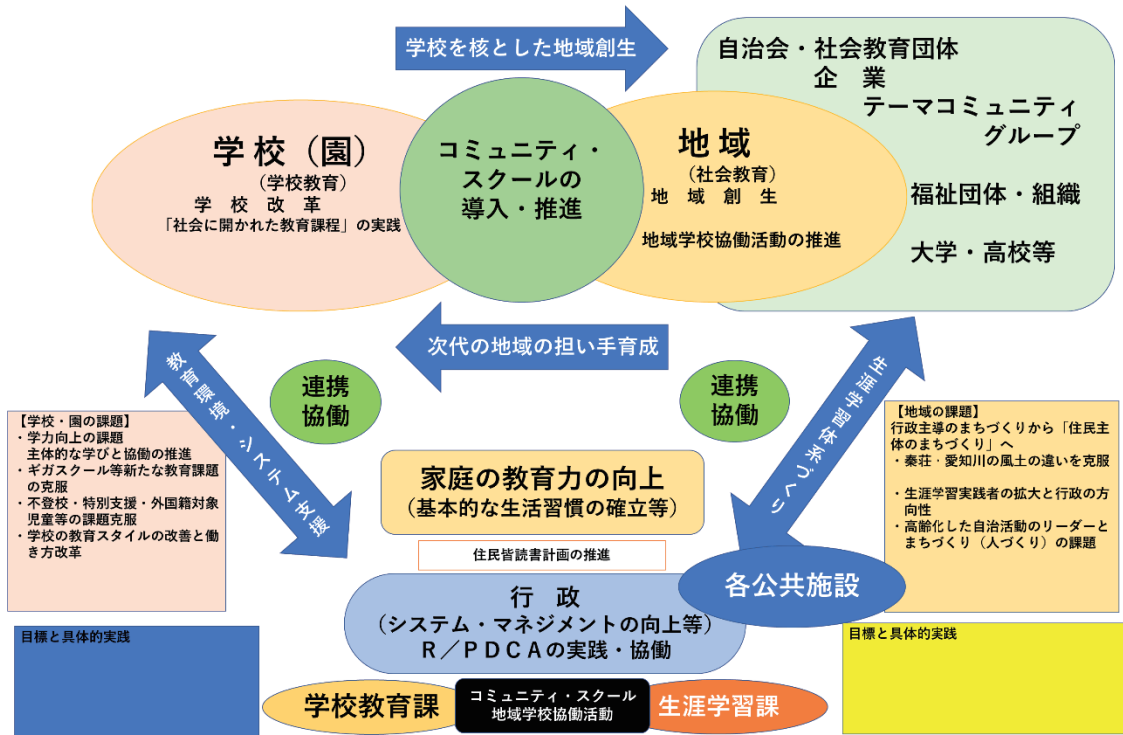 学校を核とした地域創生
自治会・社会教育団体
企　業
テーマコミュニティ
グループ
福祉団体・組織
大学・高校等
学 校（園）
（学校教育）
学　校　改　革
「社会に開かれた教育課程」の実践
コミュニティ・
スクールの
導入・推進
地 域
（社会教育）
地　域　創　生
地域学校協働活動の推進
次代の地域の担い手育成
教育環境・システム支援
連携
協働
連携
協働
生涯学習体系づくり
【学校・園の課題】
・学力向上の課題
主体的な学びと協働の推進
・ギガスクール等新たな教育課題
の克服
・不登校・特別支援・外国籍対象
児童等の課題克服
・学校の教育スタイルの改善と働
き方改革
家庭の教育力の向上
（基本的な生活習慣の確立等）
住民皆読書計画の推進
【地域の課題】
行政主導のまちづくりから「住民主
体のまちづくり」へ
・秦荘・愛知川の風土の違いを克服
・生涯学習実践者の拡大と行政の方
向性
・高齢化した自治活動のリーダーと
まちづくり（人づくり）の課題
行　政
（システム・マネジメントの向上等）
Ｒ／ＰＤＣＡの実践・協働
各公共施設
目標と具体的実践
目標と具体的実践
学校教育課
コミュニティ・スクール
地域学校協働活動
生涯学習課